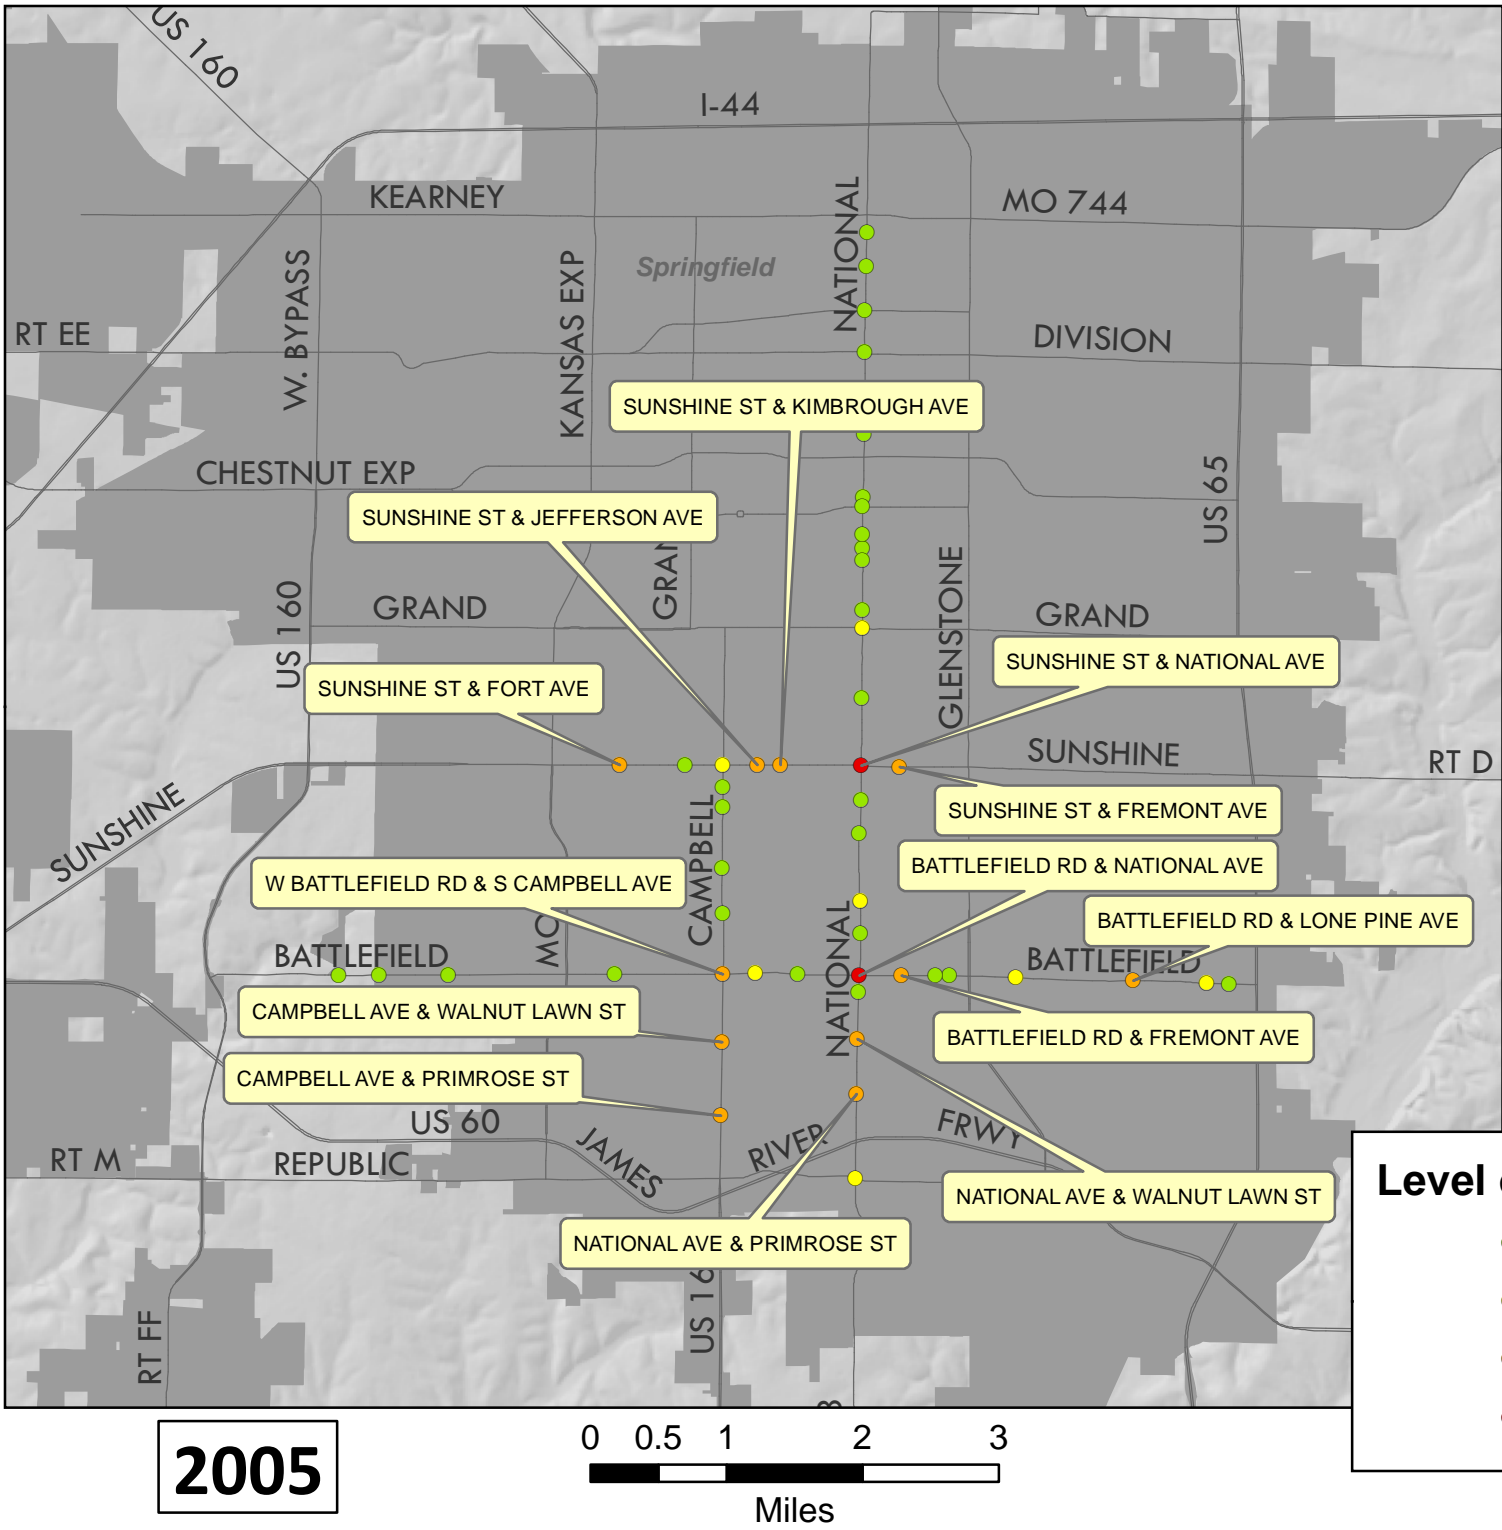 US 160
I-44
KEARNEY
MO 744
NATIONAL
Springfield
W. BYPASS
KANSAS EXP
RT EE
DIVISION
SUNSHINE ST & KIMBROUGH AVE
CHESTNUT EXP
US 65
SUNSHINE ST & JEFFERSON AVE
GRAN
GLENSTONE
US 160
GRAND
GRAND
SUNSHINE ST & NATIONAL AVE
SUNSHINE ST & FORT AVE
SUNSHINE
RT D
SUNSHINE
CAMPBELL
SUNSHINE ST & FREMONT AVE
BATTLEFIELD RD & NATIONAL AVE
W BATTLEFIELD RD & S CAMPBELL AVE
BATTLEFIELD RD & LONE PINE AVE
MO
NATIONAL
BATTLEFIELD
BATTLEFIELD
CAMPBELL AVE & WALNUT LAWN ST
BATTLEFIELD RD & FREMONT AVE
CAMPBELL AVE & PRIMROSE ST
US 60
JAMES
RIVER
FRWY
RT M
REPUBLIC
NATIONAL AVE & WALNUT LAWN ST
NATIONAL AVE & PRIMROSE ST
US 16
RT FF
Level
2005
0 0.5 1 2 3
Miles